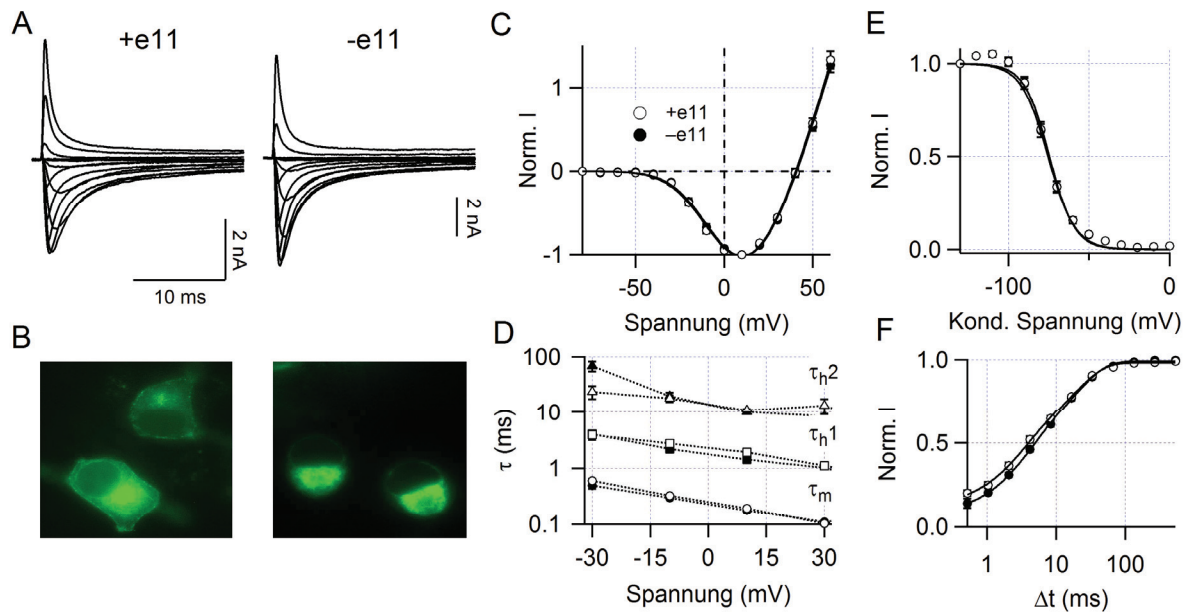 A
+e11
-e11
2 nA
10 ms
2 nA
B
C
Norm. I
1
0
-1
+e11
–e11
-50
0
50
Spannung (mV)
D
τ (ms)
100
10
1
0.1
τh2
τh1
τm
-30
-15
0
15
30
Spannung (mV)
E
Norm. I
1.0
0.5
0.0
-100
0
Kond. Spannung (mV)
F
Norm. I
1.0
0.5
0.0
1
10
100
Δt (ms)